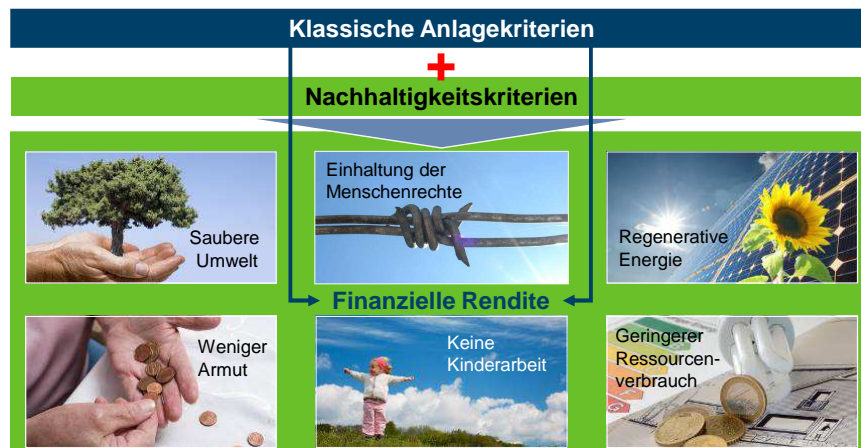 Klassische Anlagekriterien
+
Nachhaltigkeitskriterien
Saubere
Umwelt
Einhaltung der
Menschenrechte
Regenerative
Energie
Finanzielle Rendite
Weniger
Armut
Keine
Kinderarbeit
Geringerer
Ressourcen-
verbrauch